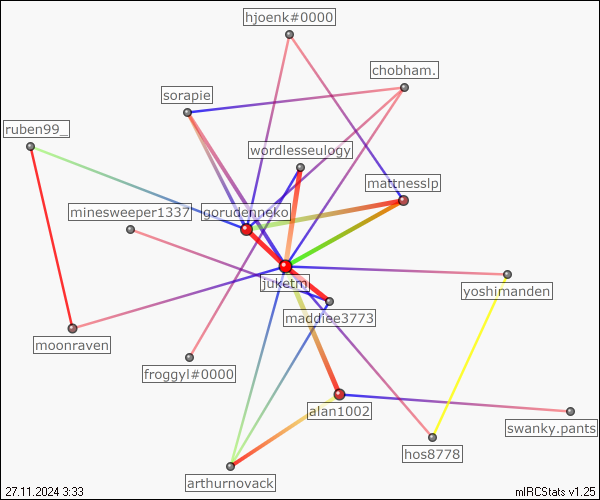 hjoenk#0000
chobham.
sorapie
ruben99_
wordlesseulogy
mattnesslp
minesweeper1337
gorudenneko
juketm
yoshimanden
maddiee3773
moonraven
froggyl#0000
alan1002
swanky.pants
hos8778
arthurnovack
27.11.2024 3:33
mIRCStats v1.25